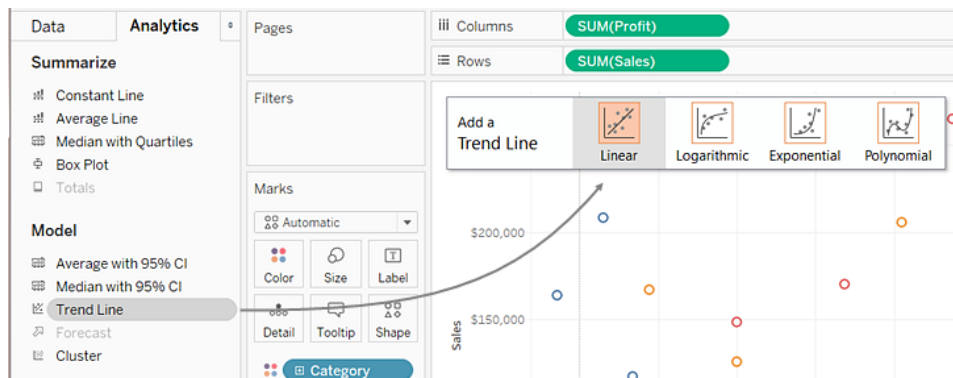 Data
Analytics
Summarize
Constant Line
Average Line
Median with Quartiles
Box Plot
Totals
Model
Average with 95% CI
Median with 95% CI
Trend Line
Forecast
Cluster
Pages
Filters
Marks
Automatic
Color
Size
Label
Detail
Tooltip
Shape
Category
Columns
SUM(Profit)
Rows
SUM(Sales)
Add a
Trend Line
Linear
Logarithmic
Exponential
Polynomial
$200,000
$150,000
Sales